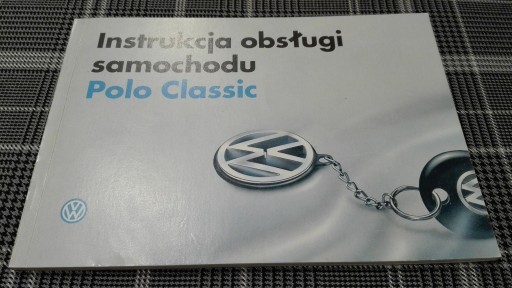 Instrukcja obsługi
samochodu
Polo Classic